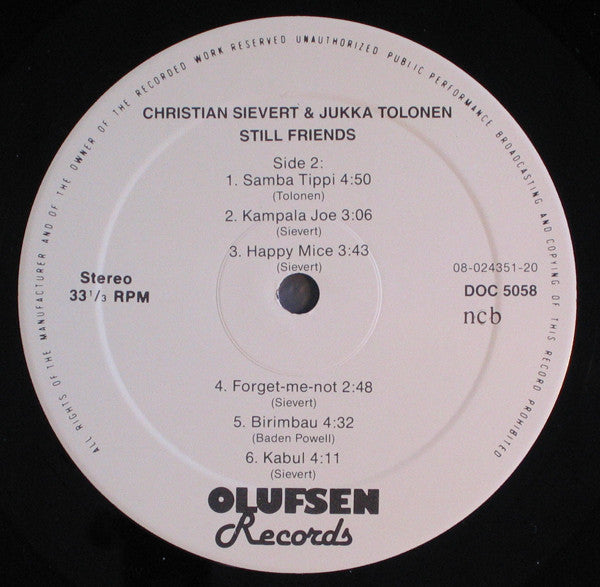 ALL RIGHTS OF THE MANUFACTURER AND OF THE OWNER OF THE RECORDED WORK RESERVED UNAUTHORIZED PUBLIC PERFORMANCE BROADCASTING AND COPYING OF THIS RECORD PROHIBITED
CHRISTIAN SIEVERT & JUKKA TOLONEN
STILL FRIENDS
Side 2:
1. Samba Tippi 4:50
(Tolonen)
2. Kampala Joe 3:06
(Sievert)
3. Happy Mice 3:43
(Sievert)
Stereo
33 1/3 RPM
08-024351-20
DOC 5058
ncb
4. Forget-me-not 2:48
(Sievert)
5. Birimbau 4:32
(Baden Powell)
6. Kabul 4:11
(Sievert)
OLUFSEN
Records